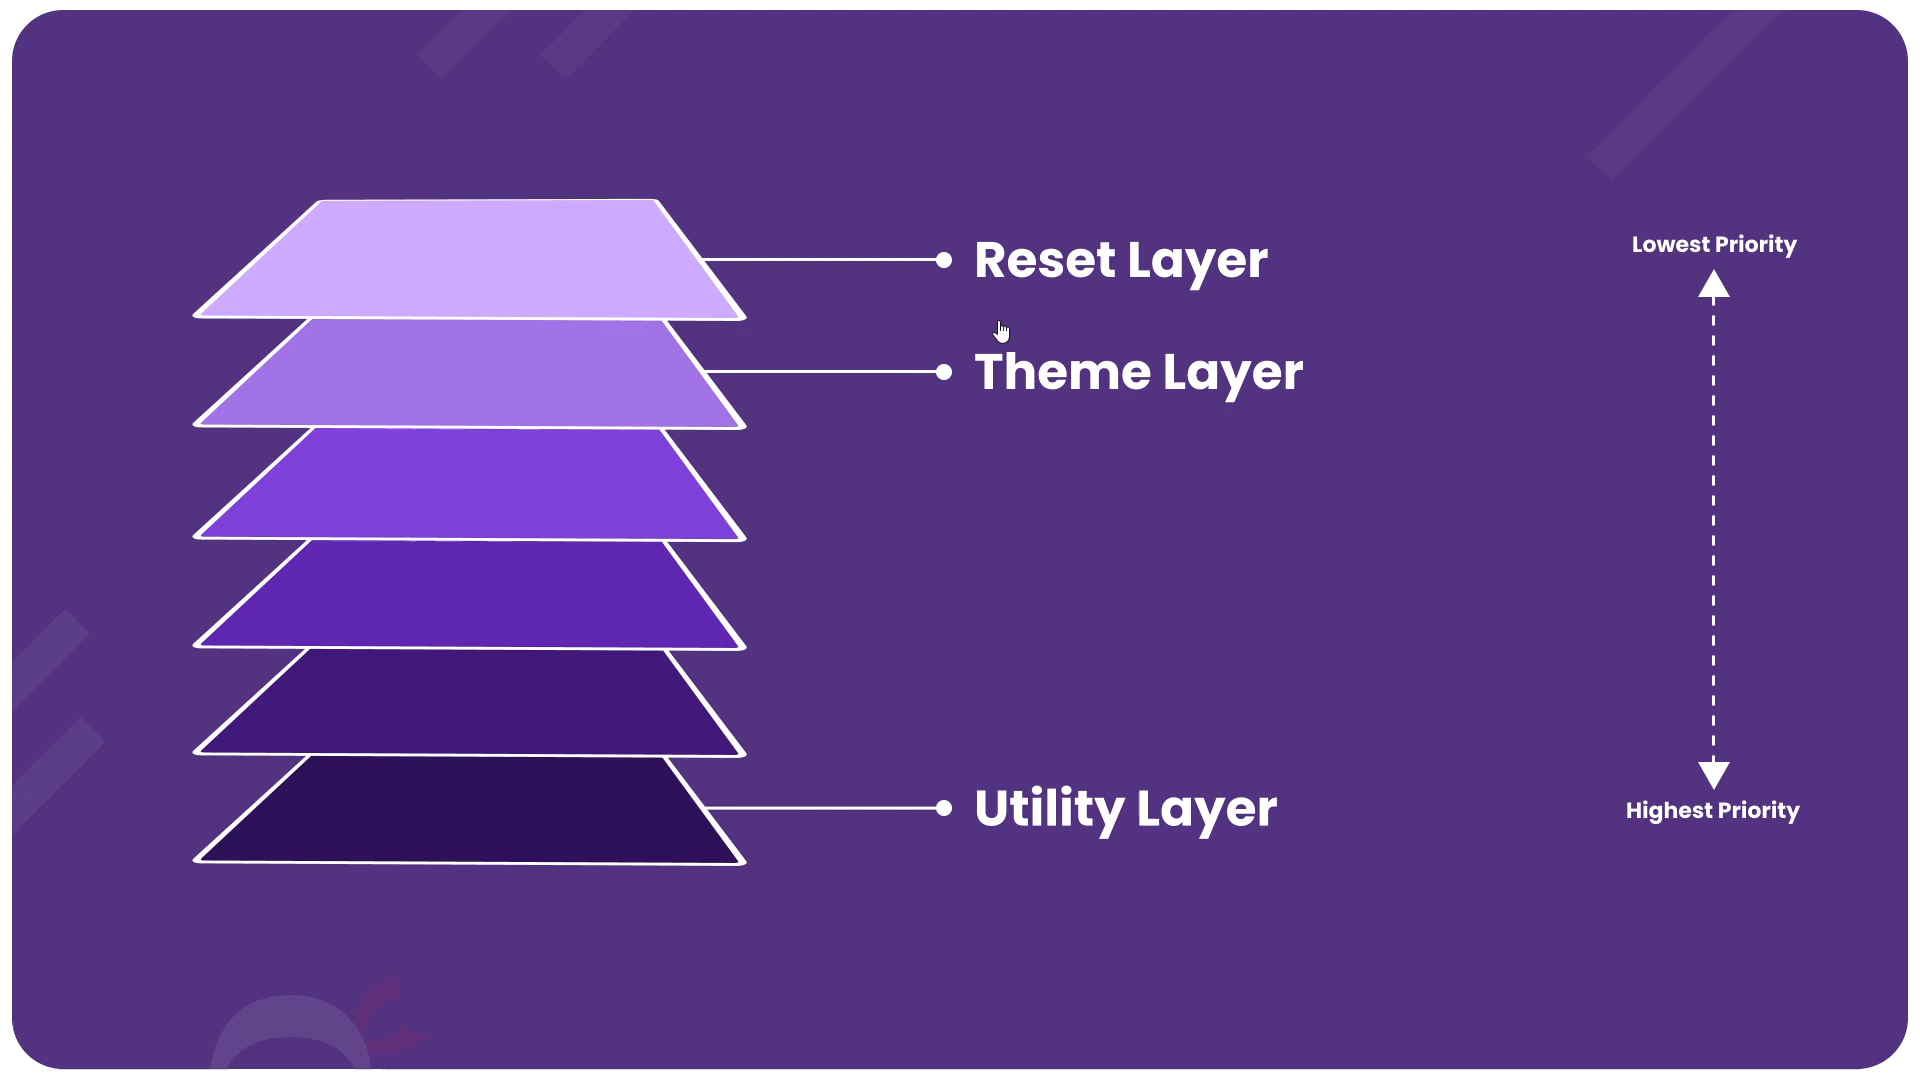 Reset Layer
Theme Layer
Utility Layer
Lowest Priority
Highest Priority